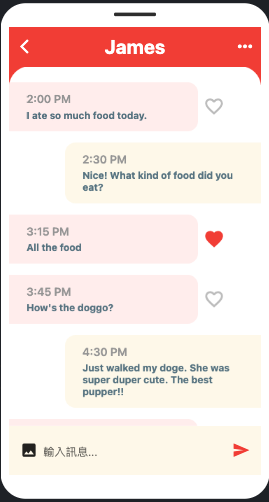 James
2:00 PM
I ate so much food today.
2:30 PM
Nice! What kind of food did you
eat?
3:15 PM
All the food
3:45 PM
How's the doggo?
4:30 PM
Just walked my doge. She was
super duper cute. The best
pupper!!
輸入訊息...